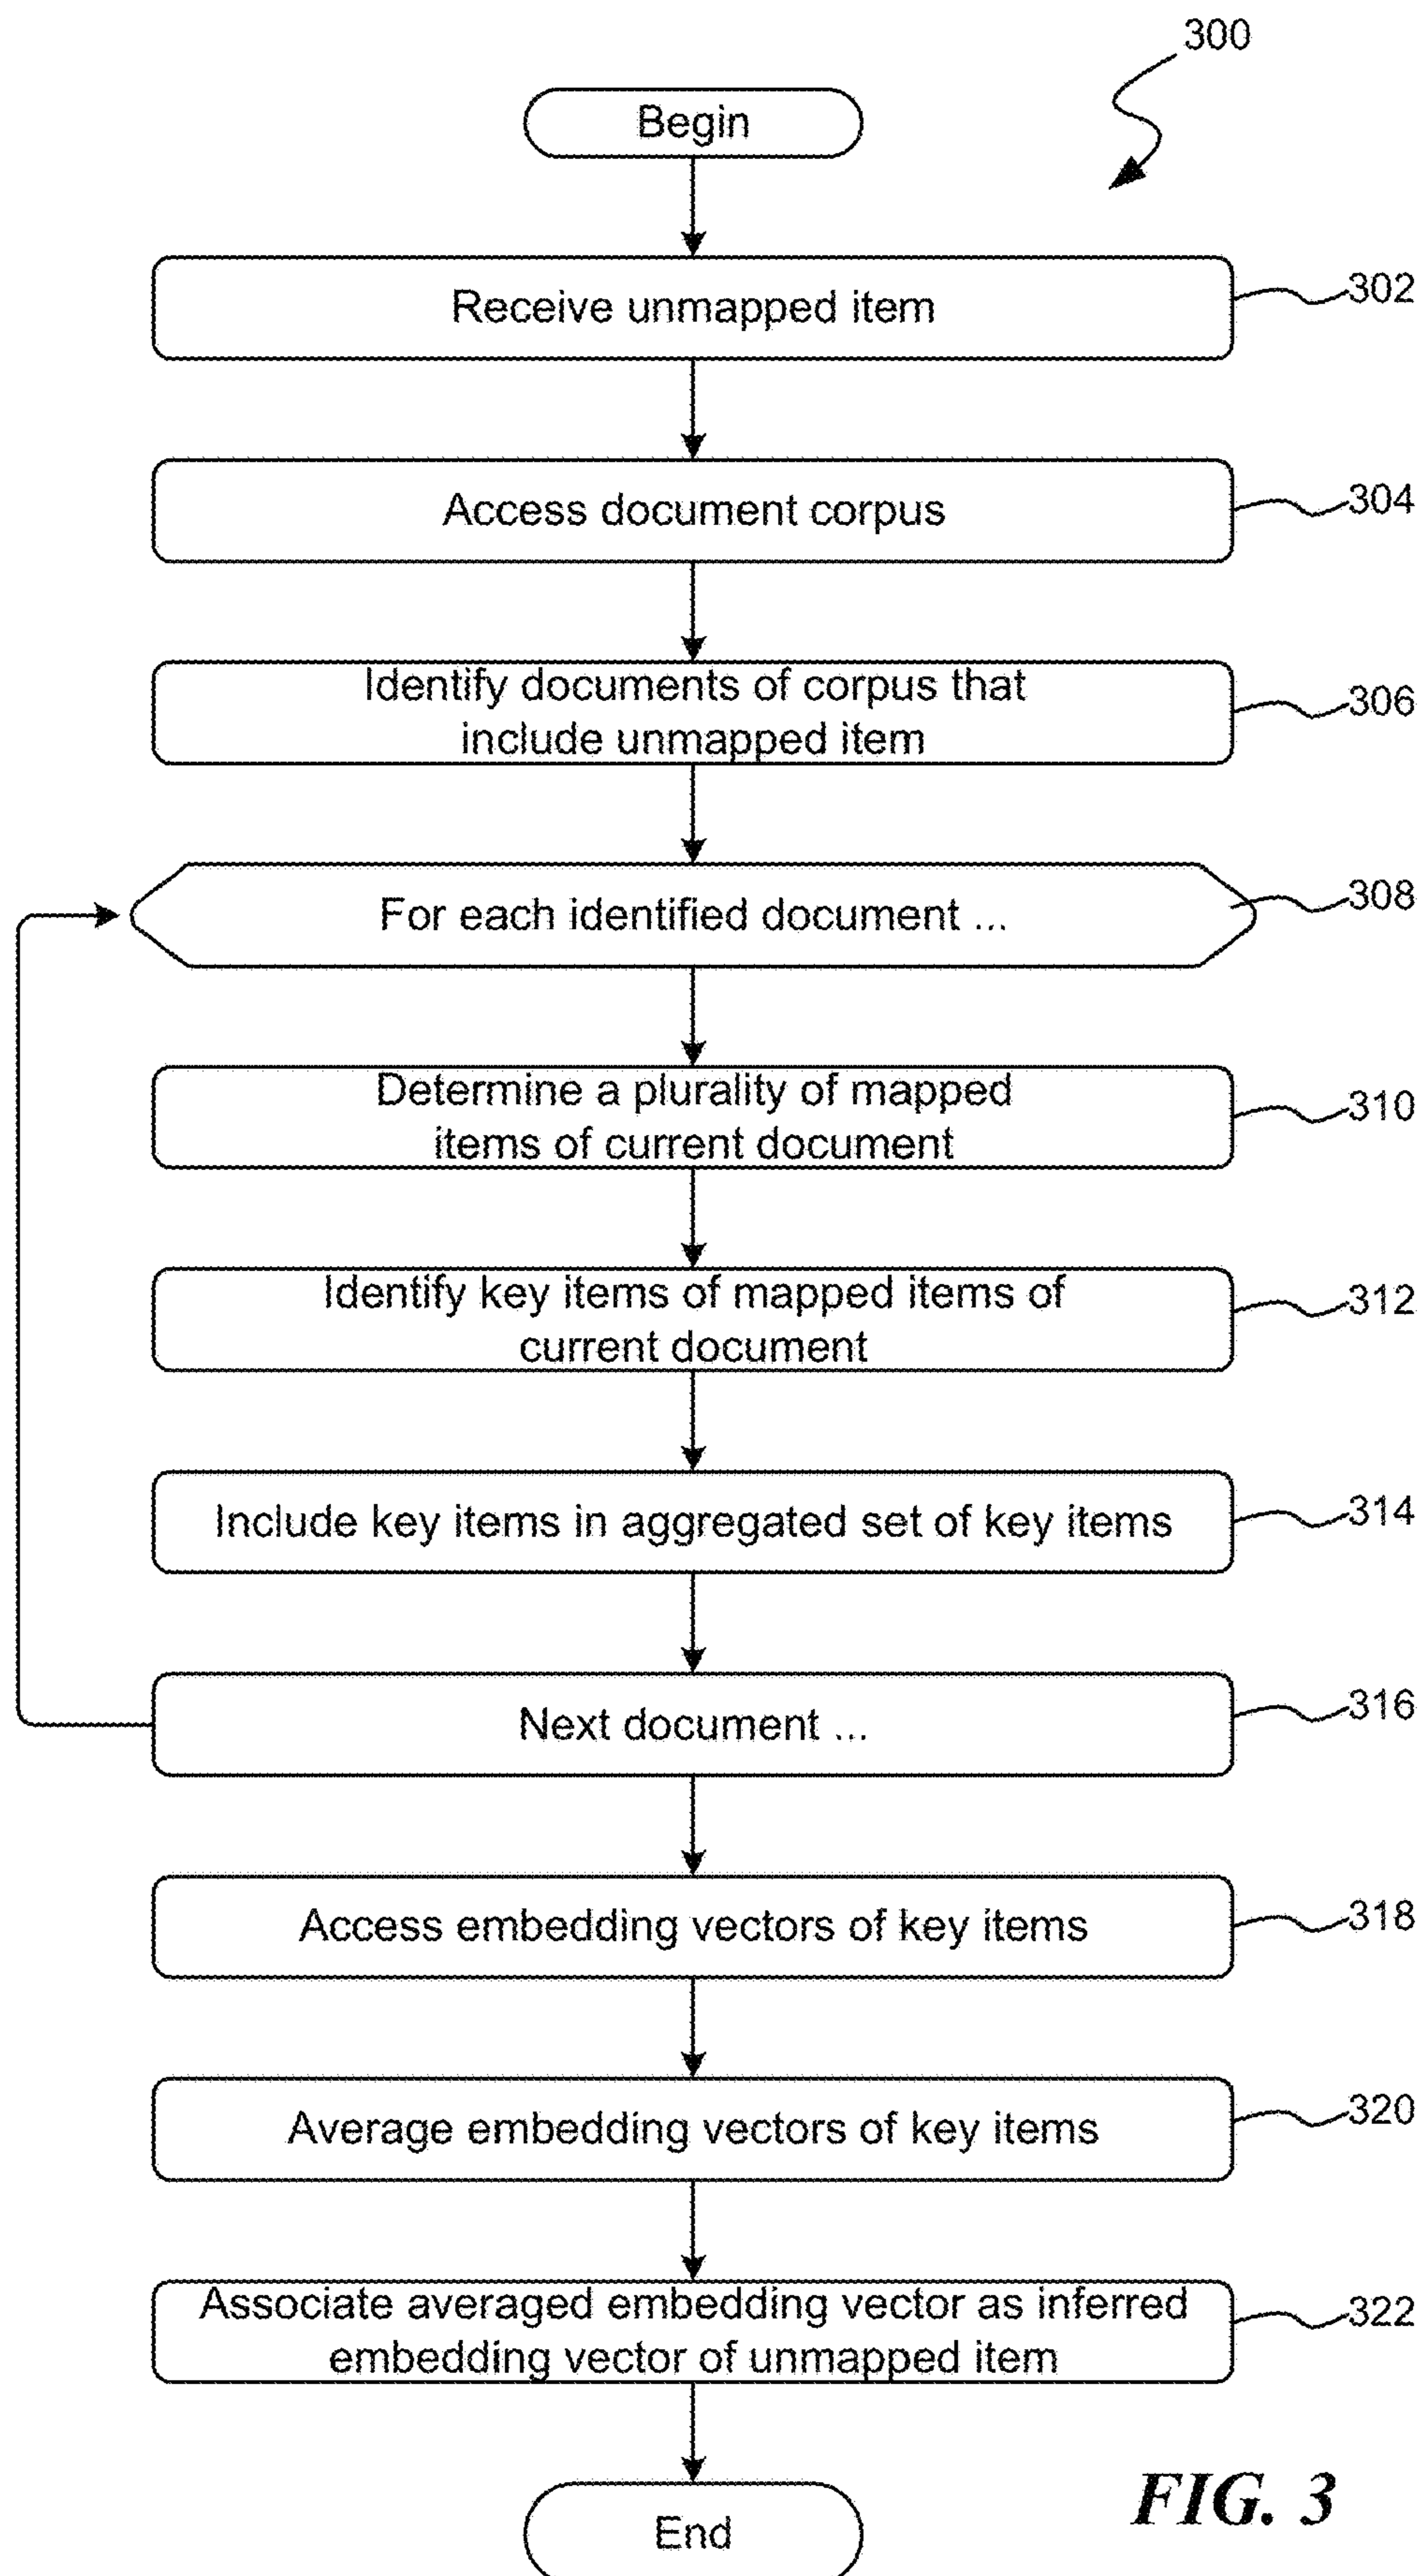 300
Begin
Receive unmapped item
302
Access document corpus
304
Identify documents of corpus that
include unmapped item
306
For each identified document ...
308
Determine a plurality of mapped
items of current document
310
Identify key items of mapped items of
current document
312
Include key items in aggregated set of key items
314
Next document ...
316
Access embedding vectors of key items
318
Average embedding vectors of key items
320
Associate averaged embedding vector as inferred
embedding vector of unmapped item
322
End
FIG. 3